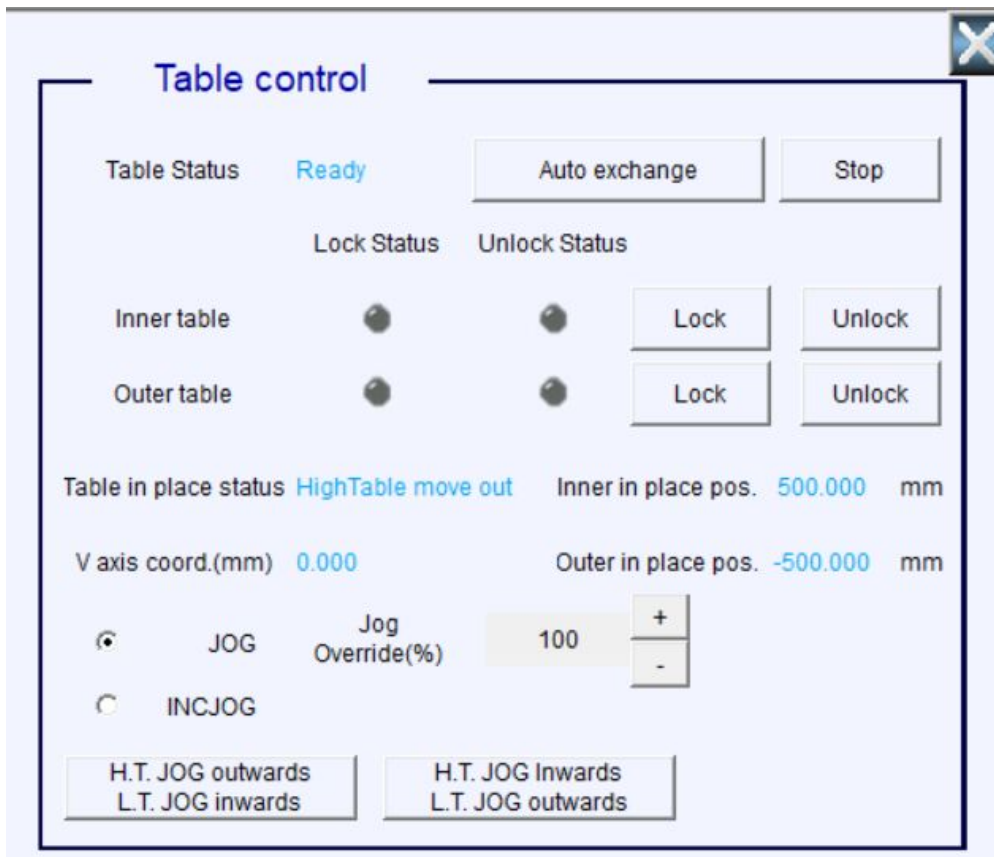 Table control
Table Status Ready Auto exchange Stop
Lock Status Unlock Status
Inner table Lock Unlock
Outer table Lock Unlock
Table in place status HighTable move out Inner in place pos. 500.000 mm
V axis coord.(mm) 0.000 Outer in place pos. -500.000 mm
JOG Jog Override(%) 100 +
-
INCJOG
H.T. JOG outwards
L.T. JOG inwards
H.T. JOG Inwards
L.T. JOG outwards